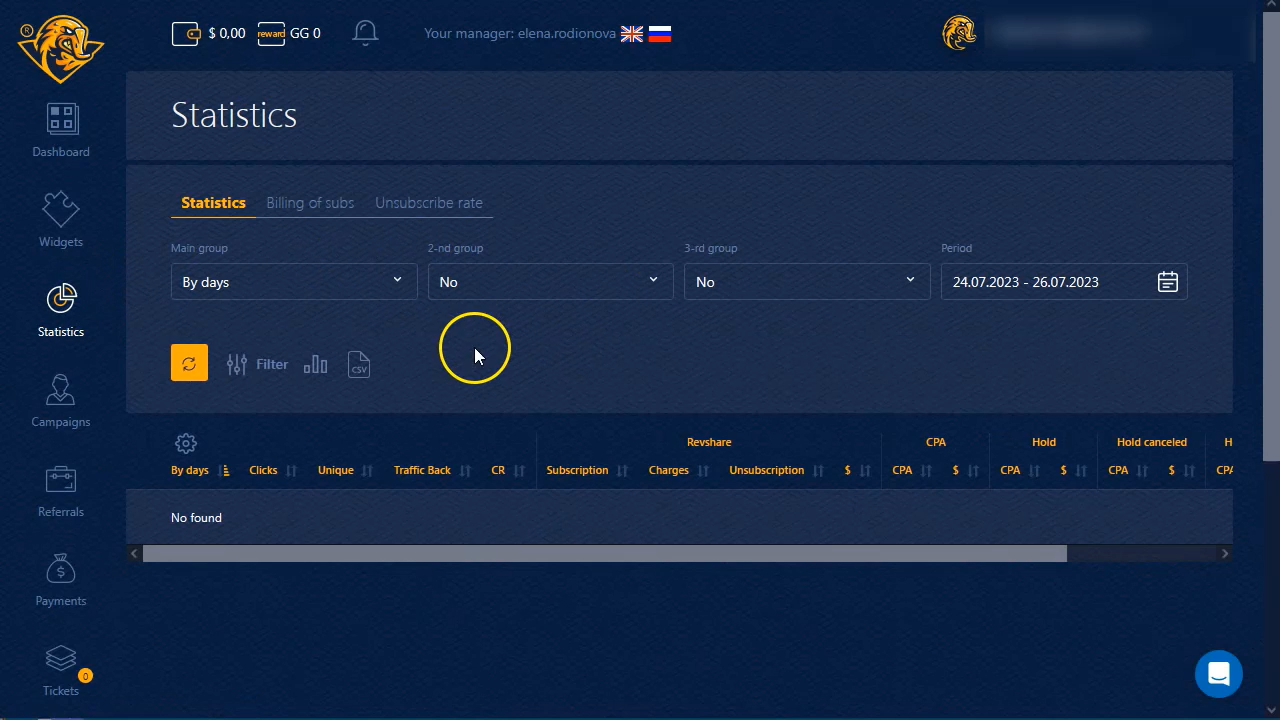 $ 0,00 reward GG 0 Your manager: elena.rodionova
®
Statistics
Dashboard
Widgets
Statistics
Campaigns
Referrals
Payments
0
Tickets
Statistics Billing of subs Unsubscribe rate
Main group 2-nd group 3-rd group Period
By days No No 24.07.2023 - 26.07.2023
Filter CSV
Revshare CPA Hold Hold canceled H
By days Clicks Unique Traffic Back CR Subscription Charges Unsubscription $ CPA $ CPA $ CPA $ CPA
No found